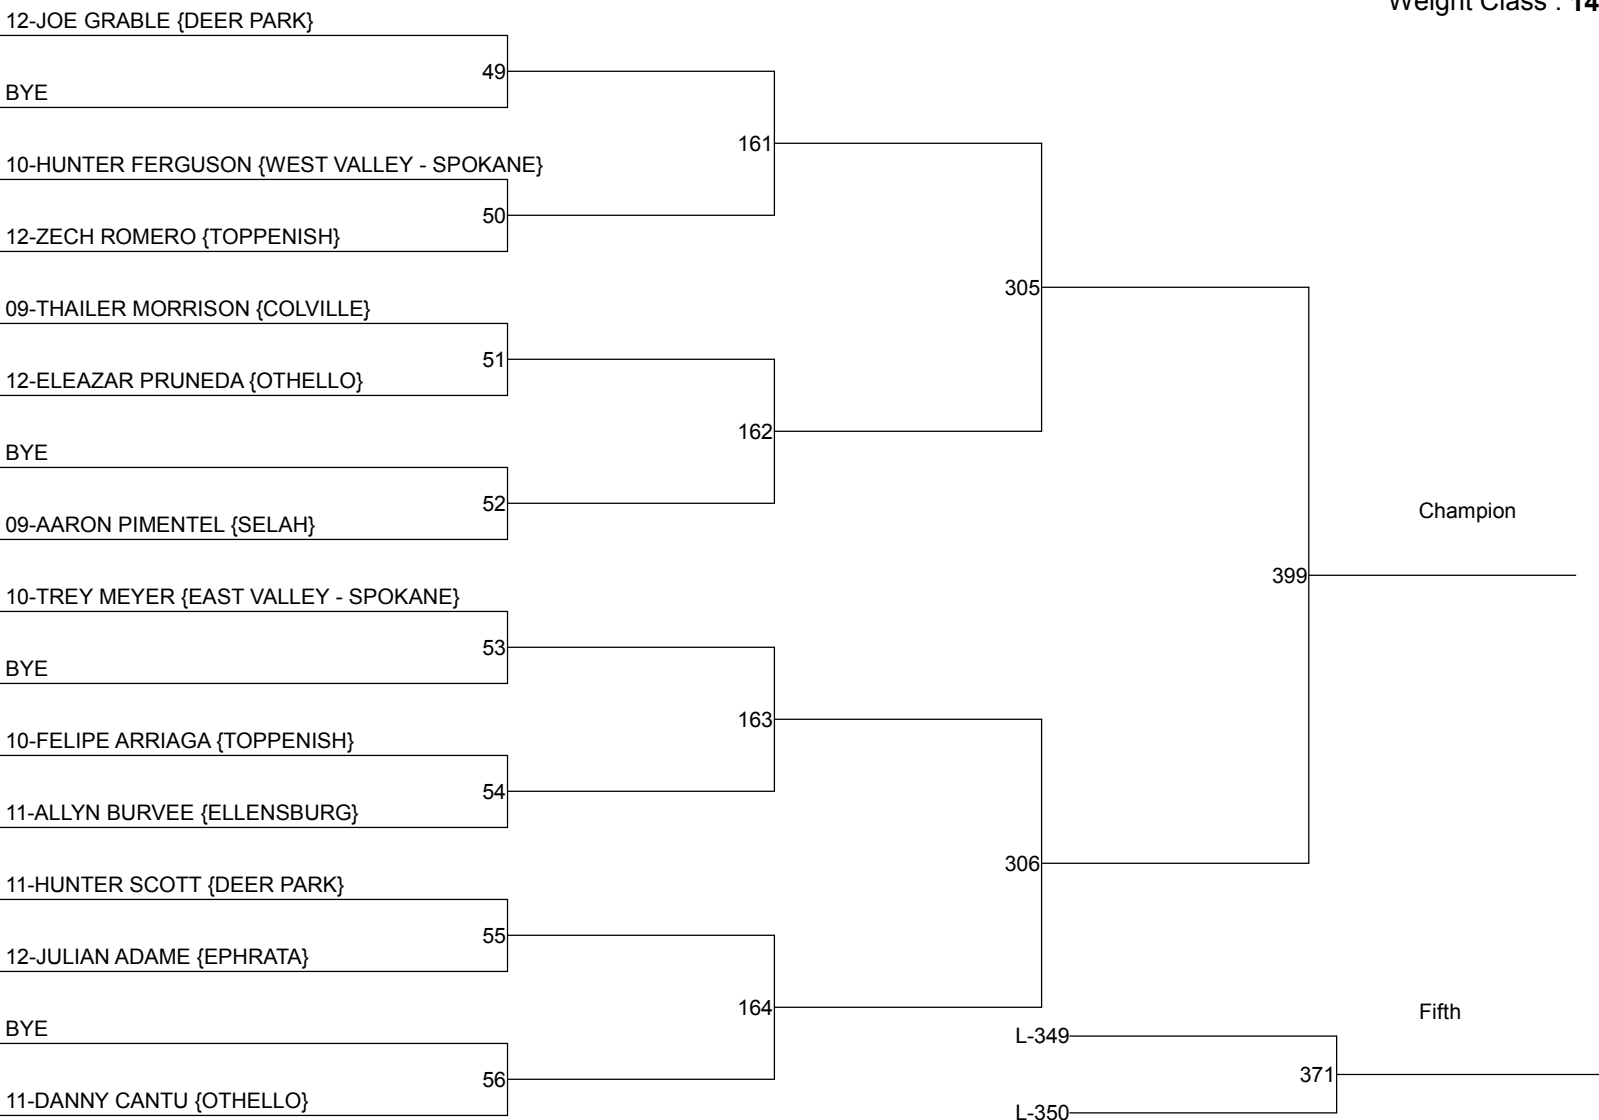 Weight Class : 14
12-JOE GRABLE {DEER PARK}
49
BYE
161
10-HUNTER FERGUSON {WEST VALLEY - SPOKANE}
50
12-ZECH ROMERO {TOPPENISH}
305
09-THAILER MORRISON {COLVILLE}
51
12-ELEAZAR PRUNEDA {OTHELLO}
162
BYE
52
09-AARON PIMENTEL {SELAH}
Champion
399
10-TREY MEYER {EAST VALLEY - SPOKANE}
53
BYE
163
10-FELIPE ARRIAGA {TOPPENISH}
54
11-ALLYN BURVEE {ELLENSBURG}
306
11-HUNTER SCOTT {DEER PARK}
55
12-JULIAN ADAME {EPHRATA}
164
BYE
56
11-DANNY CANTU {OTHELLO}
Fifth
L-349
371
L-350